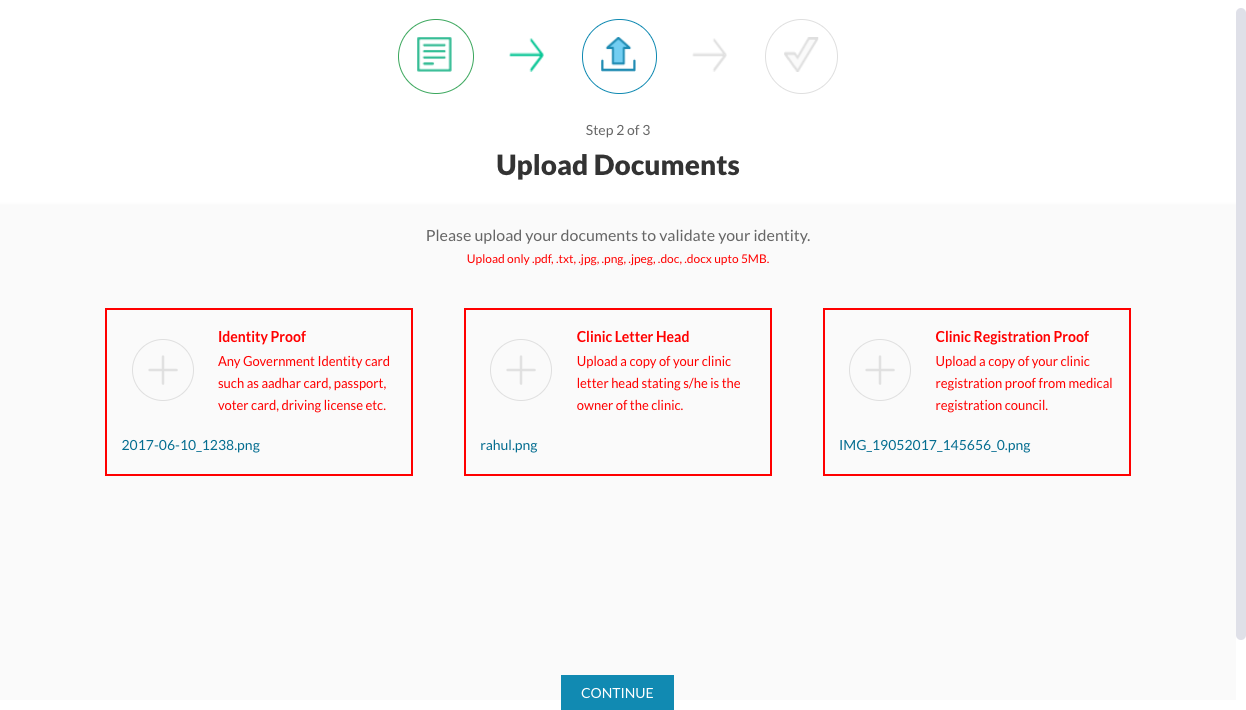 Step 2 of 3
Upload Documents
Please upload your documents to validate your identity.
Upload only .pdf, .txt, .jpg, .png, .jpeg, .doc, .docx upto 5MB.
Identity Proof
Any Government Identity card
such as aadhar card, passport,
voter card, driving license etc.
2017-06-10_1238.png
Clinic Letter Head
Upload a copy of your clinic
letter head stating s/he is the
owner of the clinic.
rahul.png
Clinic Registration Proof
Upload a copy of your clinic
registration proof from medical
registration council.
IMG_19052017_145656_0.png
CONTINUE